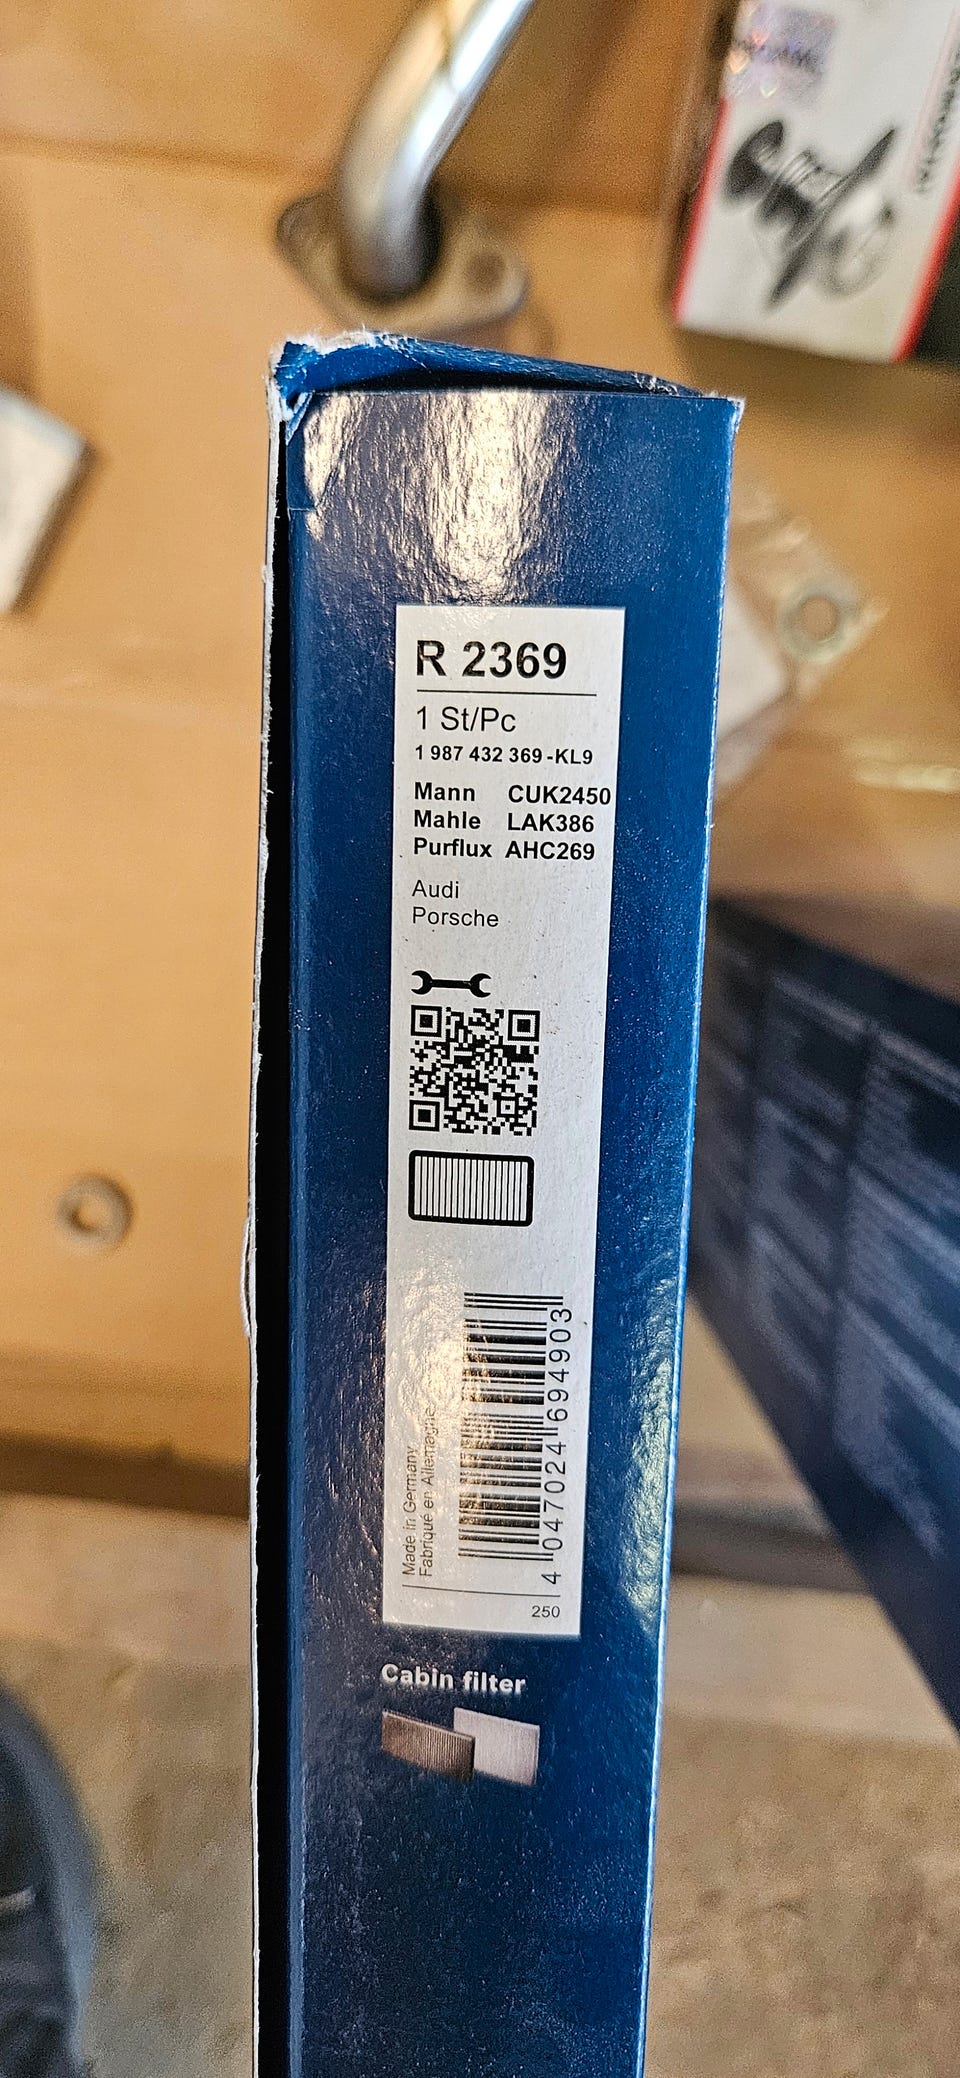 R 2369
1 St/Pc
1 987 432 369 -KL9
Mann CUK2450
Mahle LAK386
Purflux AHC269
Audi
Porsche
Made in Germany
Fabriqué en Allemagne
4 047024 694903
250
Cabin filter